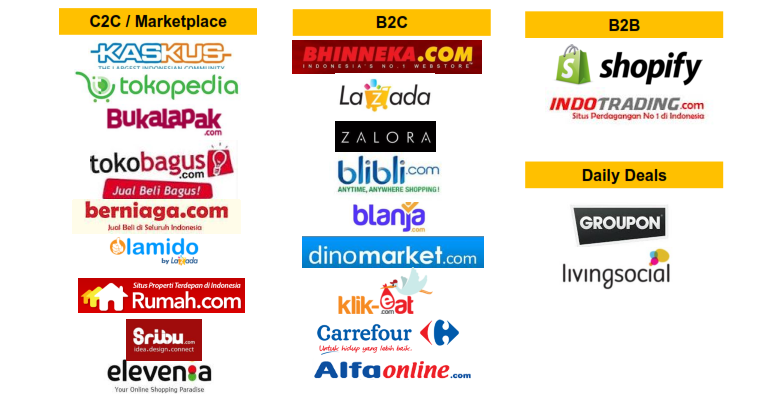 C2C / Marketplace
KASKUS
THE LARGEST INDONESIAN COMMUNITY
tokopedia
BUKALAPAK
.com
tokobagus
.com
Jual Beli Bagus!
berniaga.com
Jual Beli di Seluruh Indonesia
lamido
by Lazada
Situs Properti Terdepan di Indonesia
Rumah.com
Sribu.com
idea.design.connect
elevenia
Your Online Shopping Paradise
B2C
BHINNEKA.COM
INDONESIA'S NO.1 WEBSTORE
LaZada
ZALORA
blibli.com
ANYTIME, ANYWHERE SHOPPING!
blanja
.com
dinomarket.com
klik-eat
.com
Carrefour
Untuk hidup yang lebih baik.
Alfaonline.com
B2B
shopify
INDOTRADING.com
Situs Perdagangan No 1 di Indonesia
Daily Deals
GROUPON
livingsocial